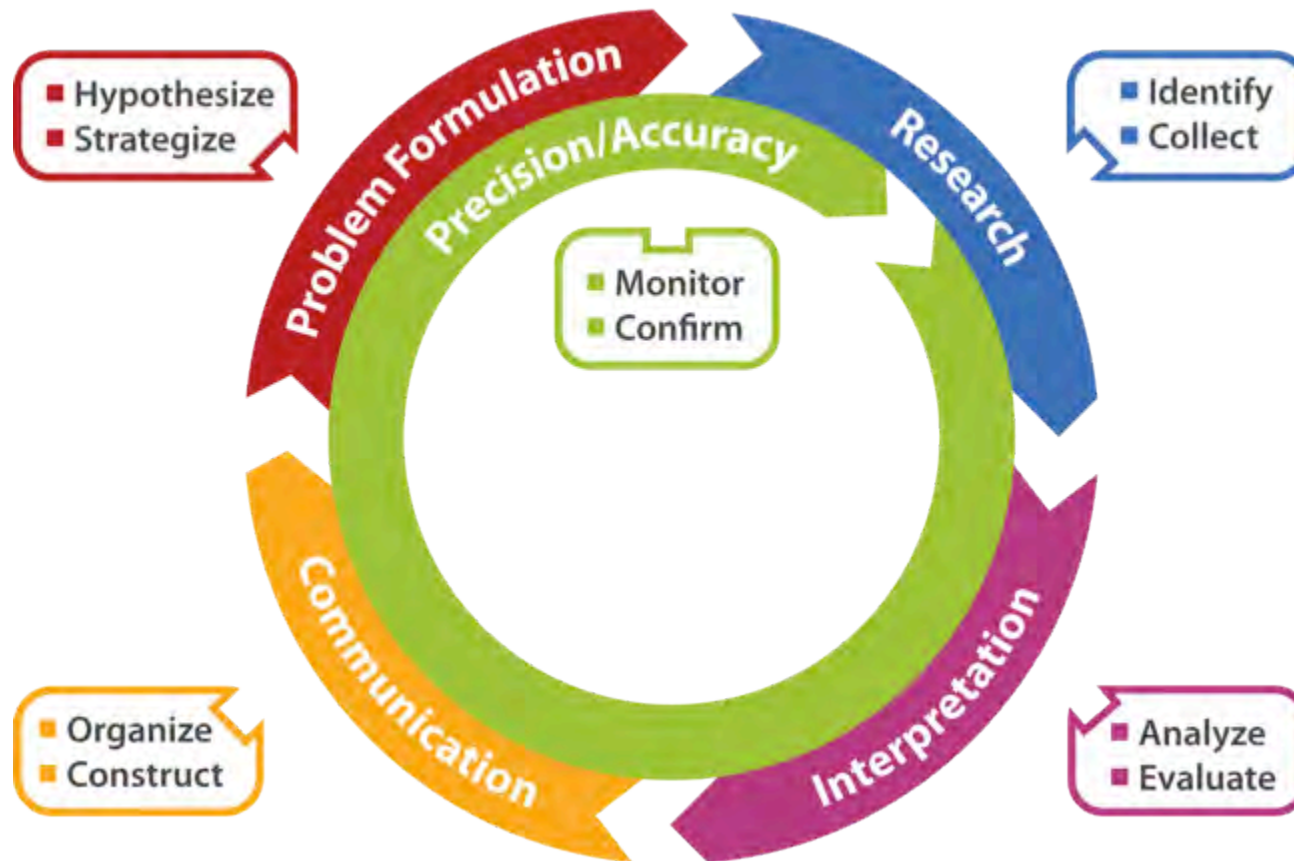 Problem Formulation
■ Hypothesize
■ Strategize
Research
■ Identify
■ Collect
Precision/Accuracy
■ Monitor
■ Confirm
Interpretation
■ Analyze
■ Evaluate
Communication
■ Organize
■ Construct